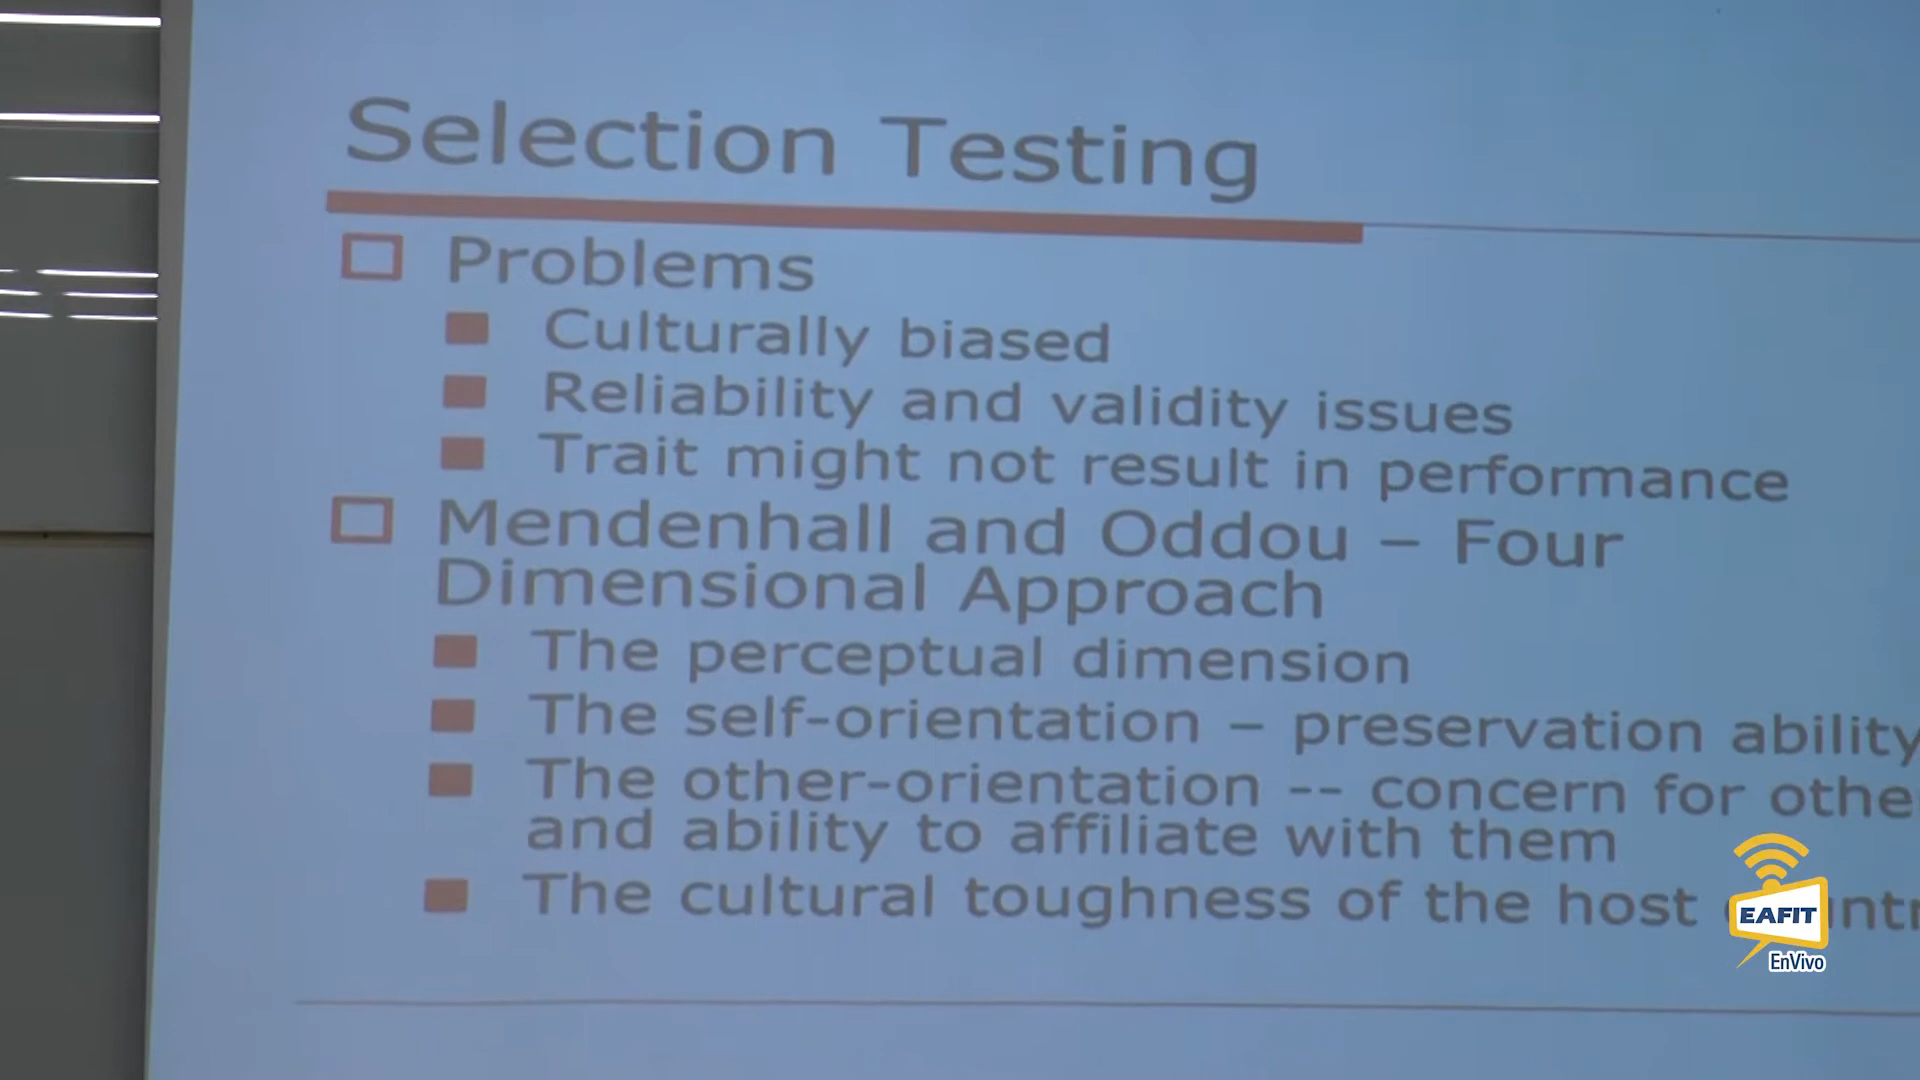 Selection Testing
Problems
Culturally biased
Reliability and validity issues
Trait might not result in performance
Mendenhall and Oddou – Four
Dimensional Approach
The perceptual dimension
The self-orientation – preservation ability
The other-orientation -- concern for
and ability to affiliate with them
The cultural toughness of the host
EAFIT
EnVivo